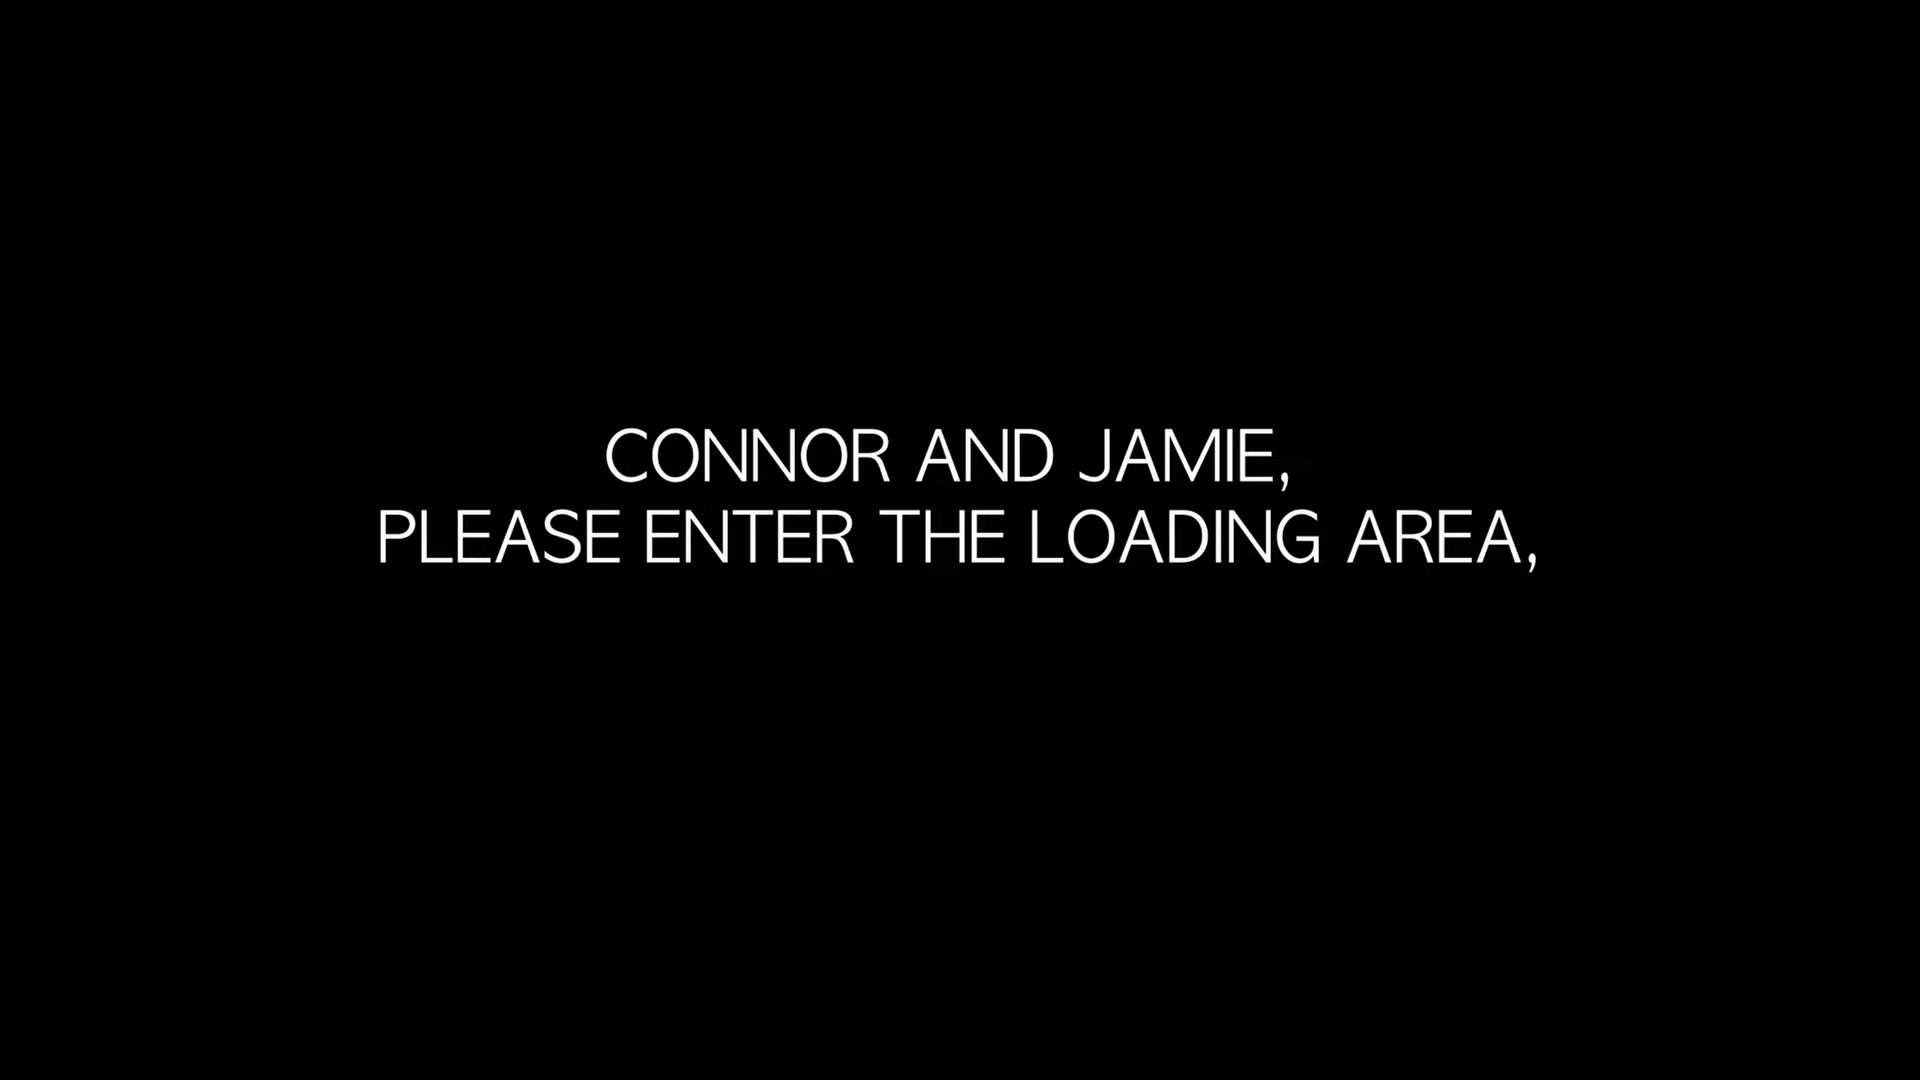 CONNOR AND JAMIE,
PLEASE ENTER THE LOADING AREA,